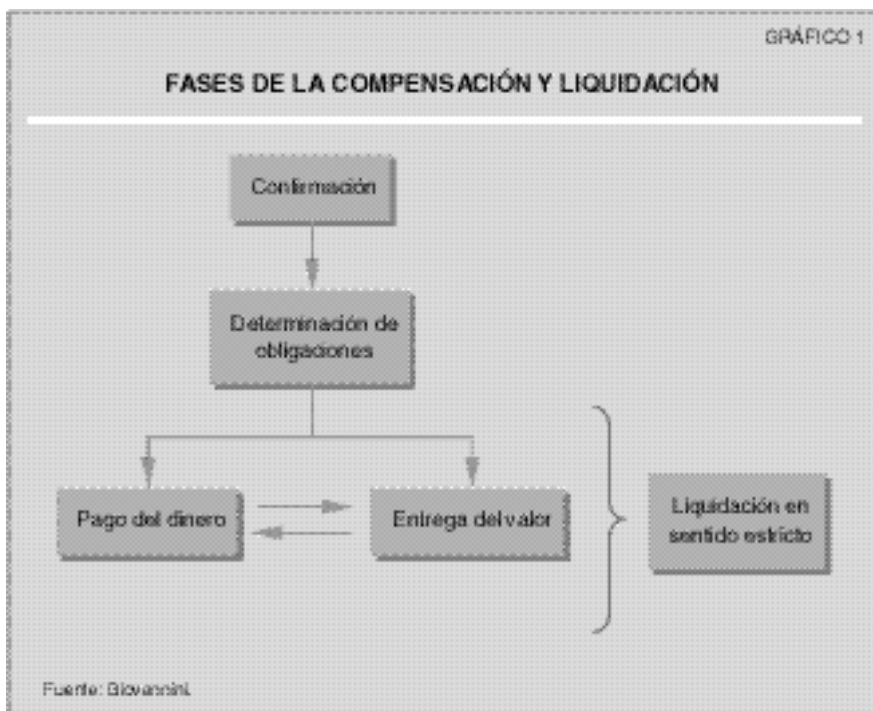 GRÁFICO 1
FASES DE LA COMPENSACIÓN Y LIQUIDACIÓN
Confirmación
Determinación de
obligaciones
Pago del dinero
Entrega del valor
Liquidación en
sentido estricto
Fuente: Giovannini.